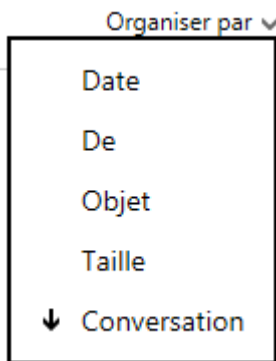 Organiser par
Date
De
Objet
Taille
Conversation